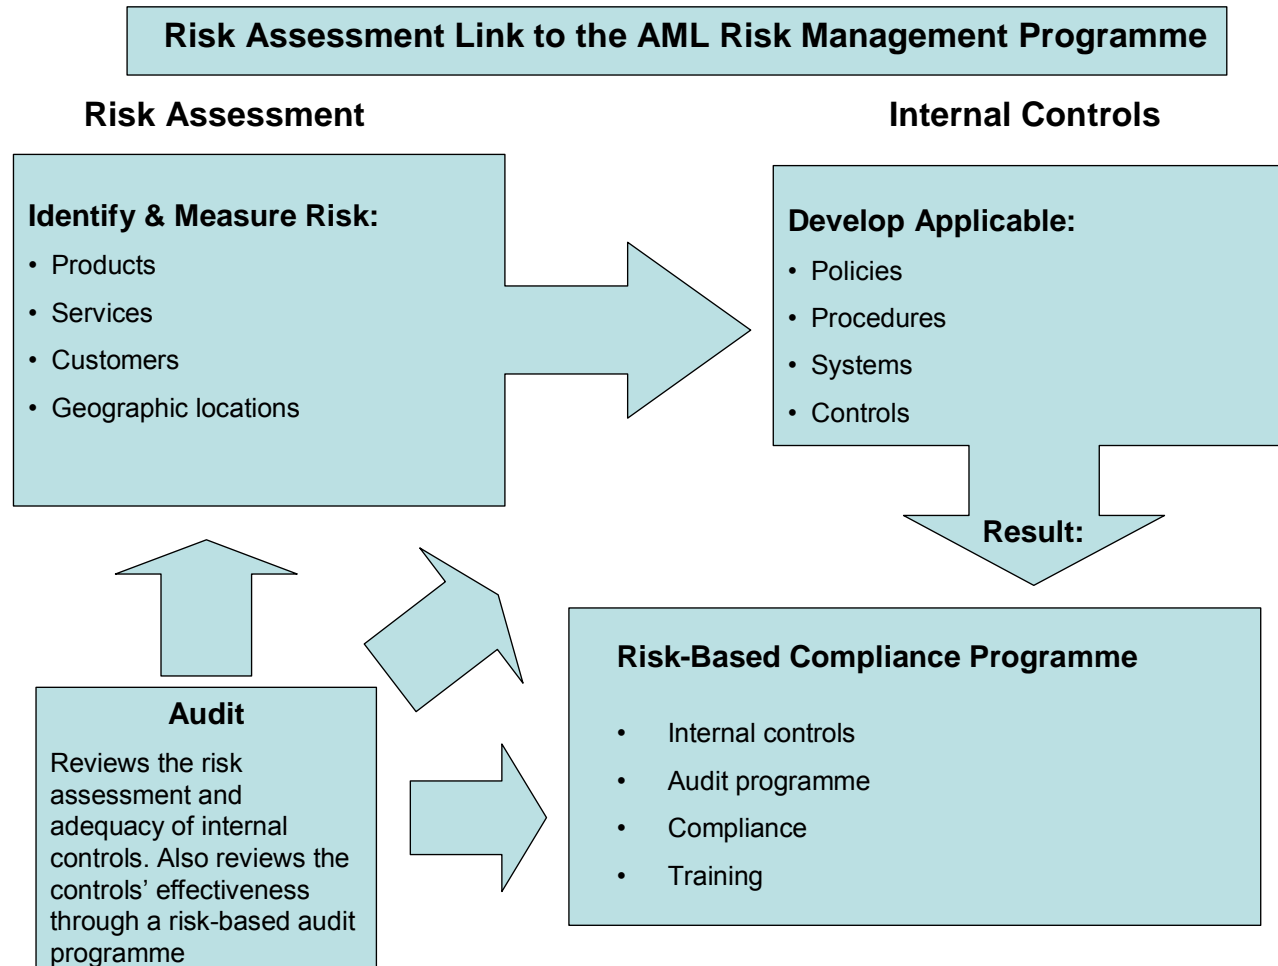 Risk Assessment Link to the AML Risk Management Programme
Risk Assessment
Identify & Measure Risk:
• Products
• Services
• Customers
• Geographic locations
Internal Controls
Develop Applicable:
• Policies
• Procedures
• Systems
• Controls
Result:
Audit
Reviews the risk
assessment and
adequacy of internal
controls. Also reviews the
controls’ effectiveness
through a risk-based audit
programme
Risk-Based Compliance Programme
• Internal controls
• Audit programme
• Compliance
• Training